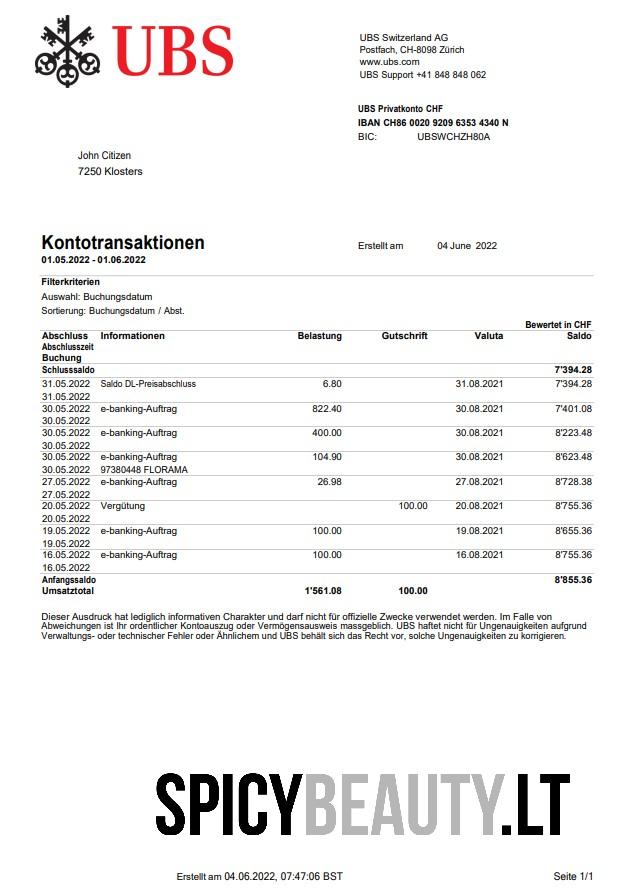 UBS
UBS Switzerland AG
Postfach, CH-8098 Zürich
www.ubs.com
UBS Support +41 848 848 062
UBS Privatkonto CHF
IBAN CH86 0020 9209 6353 4340 N
BIC: UBSWCHZH80A
John Citizen
7250 Klosters
Kontotransaktionen
Erstellt am 04 June 2022
01.05.2022 - 01.06.2022
Filterkriterien
Auswahl: Buchungsdatum
Sortierung: Buchungsdatum / Abst.
Bewertet in CHF
Abschluss Informationen Belastung Gutschrift Valuta Saldo
Abschlusszeit
Buchung
Schlusssaldo 7'394.28
31.05.2022 Saldo DL-Preisabschluss 6.80 31.08.2021 7'394.28
31.05.2022
30.05.2022 e-banking-Auftrag 822.40 30.08.2021 7'401.08
30.05.2022
30.05.2022 e-banking-Auftrag 400.00 30.08.2021 8'223.48
30.05.2022
30.05.2022 e-banking-Auftrag 104.90 30.08.2021 8'623.48
30.05.2022 97380448 FLORAMA
27.05.2022 e-banking-Auftrag 26.98 27.08.2021 8'728.38
27.05.2022
20.05.2022 Vergütung 100.00 20.08.2021 8'755.36
20.05.2022
19.05.2022 e-banking-Auftrag 100.00 19.08.2021 8'655.36
19.05.2022
16.05.2022 e-banking-Auftrag 100.00 16.08.2021 8'755.36
16.05.2022
Anfangssaldo 8'855.36
Umsatztotal 1'561.08 100.00
Dieser Ausdruck hat lediglich informativen Charakter und darf nicht für offizielle Zwecke verwendet werden. Im Falle von
Abweichungen ist Ihr ordentlicher Kontoauszug oder Vermögensausweis massgeblich. UBS haftet nicht für Ungenauigkeiten aufgrund
Verwaltungs- oder technischer Fehler oder Ähnlichem und UBS behält sich das Recht vor, solche Ungenauigkeiten zu korrigieren.
SPICYBEAUTY.LT
Erstellt am 04.06.2022, 07:47:06 BST Seite 1/1